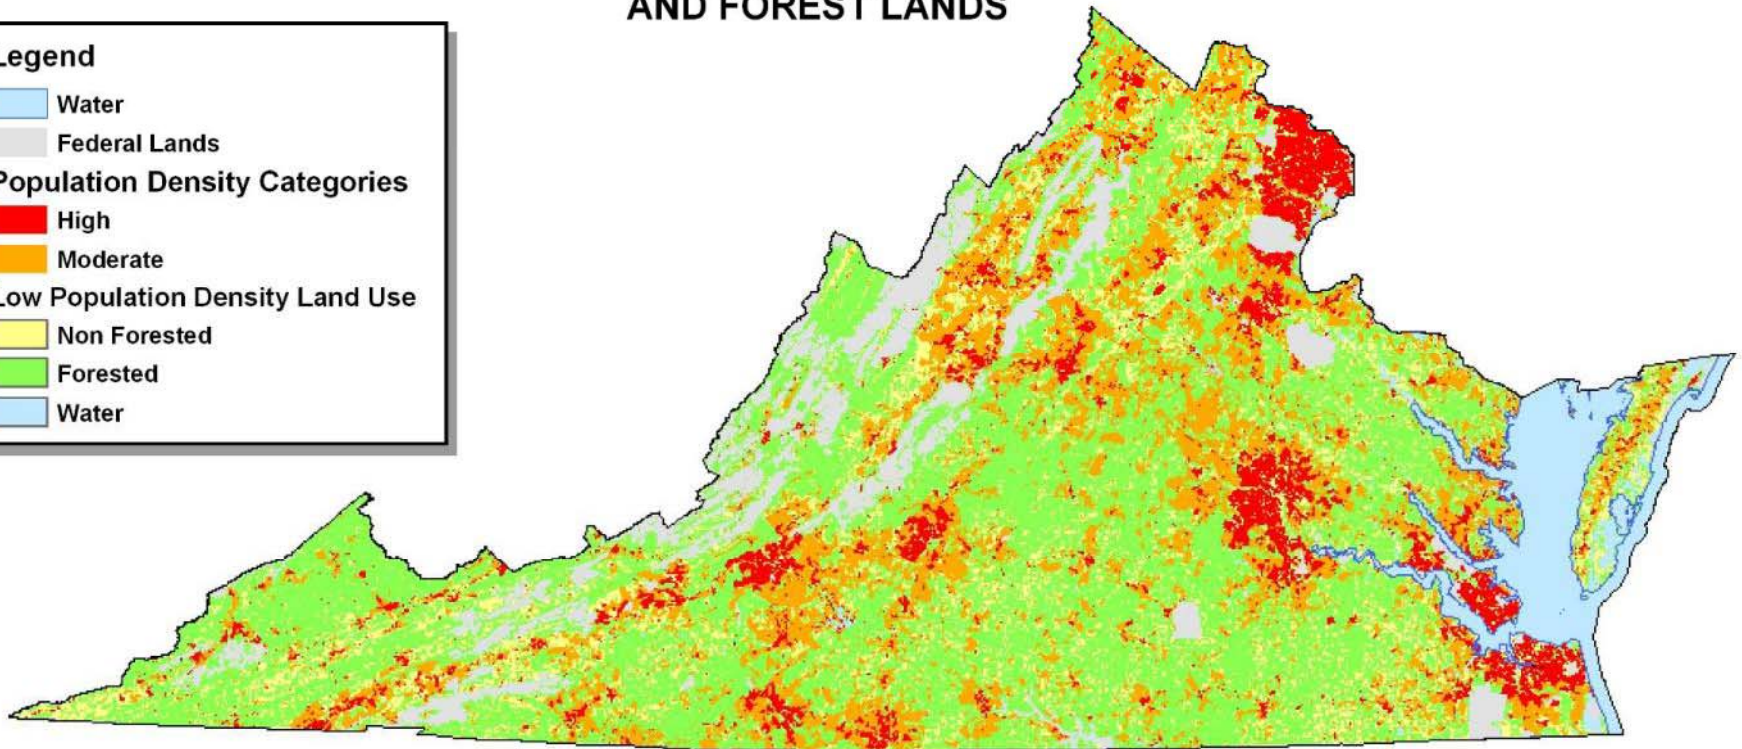 AND FOREST LANDS
Legend
Water
Federal Lands
Population Density Categories
High
Moderate
Low Population Density Land Use
Non Forested
Forested
Water